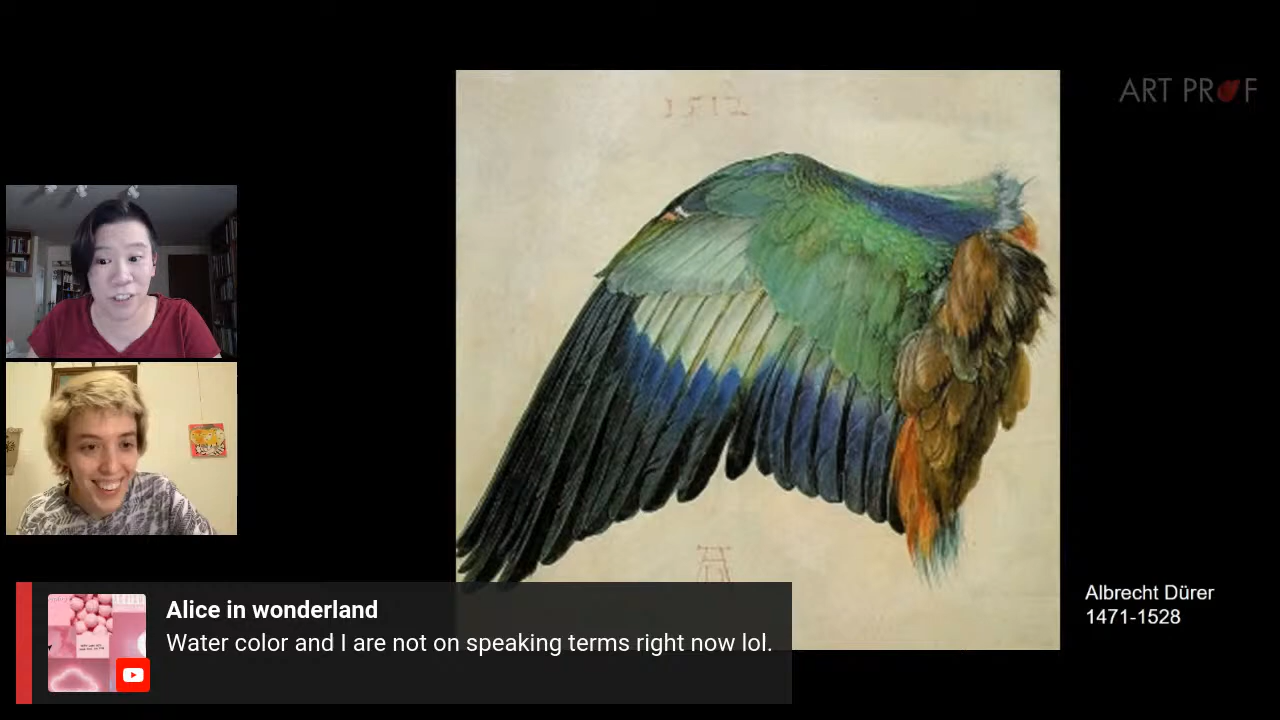 1512
ART PROF
AD
Albrecht Dürer
1471-1528
Alice in wonderland
Water color and I are not on speaking terms right now lol.